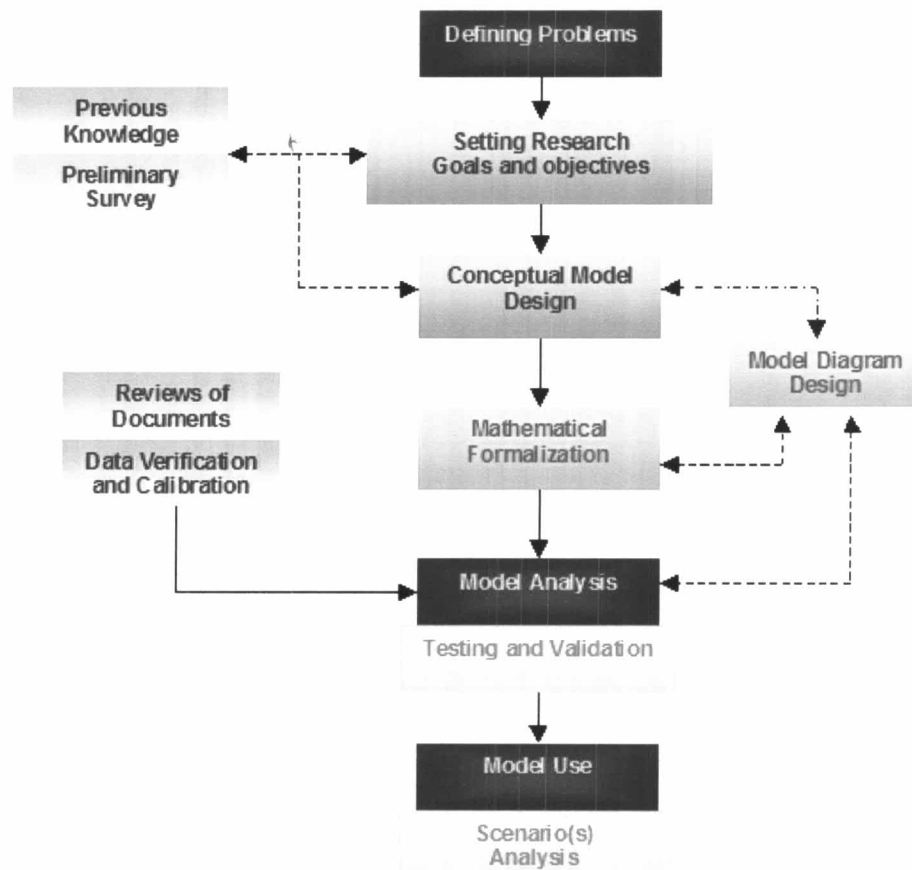 Defining Problems
Previous
Knowledge
Preliminary
Survey
Setting Research
Goals and objectives
Conceptual Model
Design
Model Diagram
Design
Reviews of
Documents
Data Verification
and Calibration
Mathematical
Formalization
Model Analysis
Testing and Validation
Model Use
Scenario(s)
Analysis